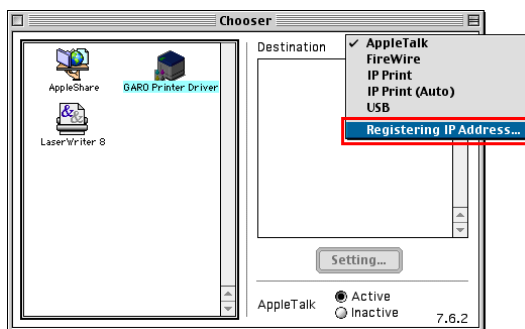 Chooser
AppleShare
GARO Printer Driver
LaserWriter 8
Destination
✓ AppleTalk
FireWire
IP Print
IP Print (Auto)
USB
Registering IP Address...
Setting...
AppleTalk
Active
Inactive
7.6.2